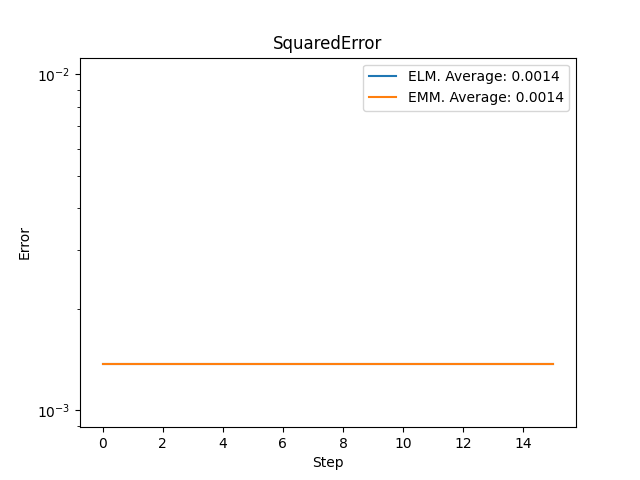 SquaredError
ELM. Average: 0.0014
EMM. Average: 0.0014
10⁻²
10⁻³
Error
0 2 4 6 8 10 12 14
Step